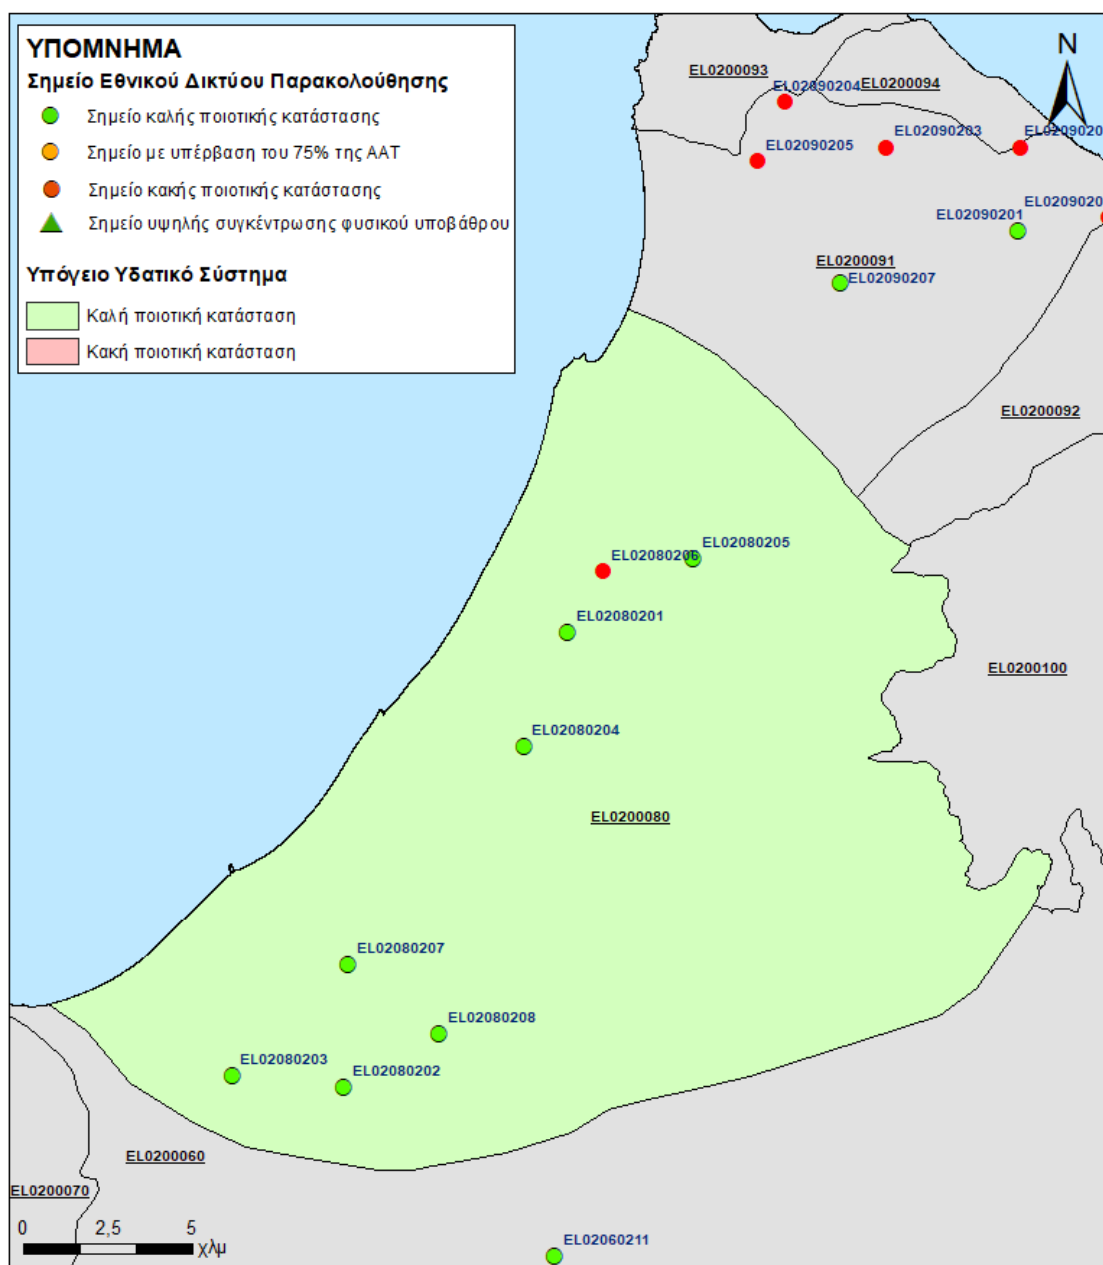 ΥΠΟΜΝΗΜΑ
Σημείο Εθνικού Δικτύου Παρακολούθησης
Σημείο καλής ποιοτικής κατάστασης
Σημείο με υπέρβαση του 75% της ΑΑΤ
Σημείο κακής ποιοτικής κατάστασης
Σημείο υψηλής συγκέντρωσης φυσικού υποβάθρου
Υπόγειο Υδατικό Σύστημα
Καλή ποιοτική κατάσταση
Κακή ποιοτική κατάσταση
N
EL0200093
EL0200094
EL02090204
EL02090203
EL0209020
EL02090205
EL0209020
EL02090201
EL0200091
EL02090207
EL0200092
EL02080205
EL02080206
EL02080201
EL0200100
EL02080204
EL0200080
EL02080207
EL02080208
EL02080203
EL02080202
EL0200060
EL0200070
0 2,5 5
χλμ
EL02060211